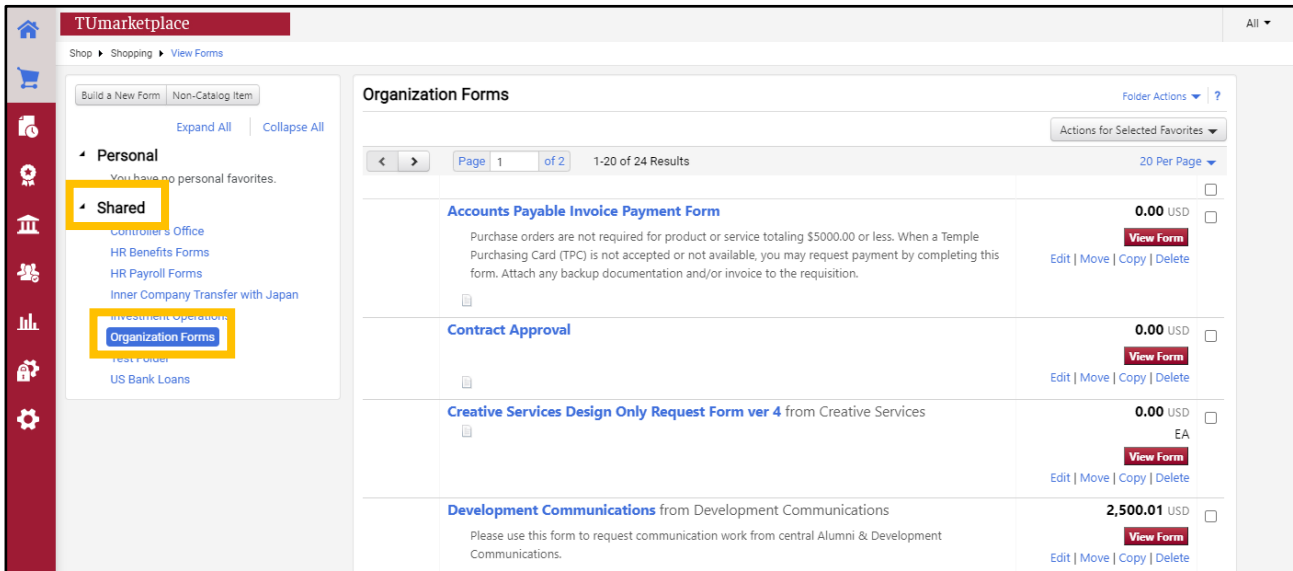 TUmarketplace
All
Shop Shopping View Forms
Build a New Form Non-Catalog Item
Expand All Collapse All
Personal
You have no personal favorites.
Shared
Controller's Office
HR Benefits Forms
HR Payroll Forms
Inner Company Transfer with Japan
Investment Operations
Organization Forms
Test Folder
US Bank Loans
Organization Forms
Folder Actions ?
Actions for Selected Favorites
Page 1 of 2 1-20 of 24 Results
20 Per Page
Accounts Payable Invoice Payment Form
0.00 USD
Purchase orders are not required for product or service totaling $5000.00 or less. When a Temple
Purchasing Card (TPC) is not accepted or not available, you may request payment by completing this
form. Attach any backup documentation and/or invoice to the requisition.
View Form
Edit | Move | Copy | Delete
Contract Approval
0.00 USD
View Form
Edit | Move | Copy | Delete
Creative Services Design Only Request Form ver 4 from Creative Services
0.00 USD
EA
View Form
Edit | Move | Copy | Delete
Development Communications from Development Communications
2,500.01 USD
Please use this form to request communication work from central Alumni & Development
Communications.
View Form
Edit | Move | Copy | Delete